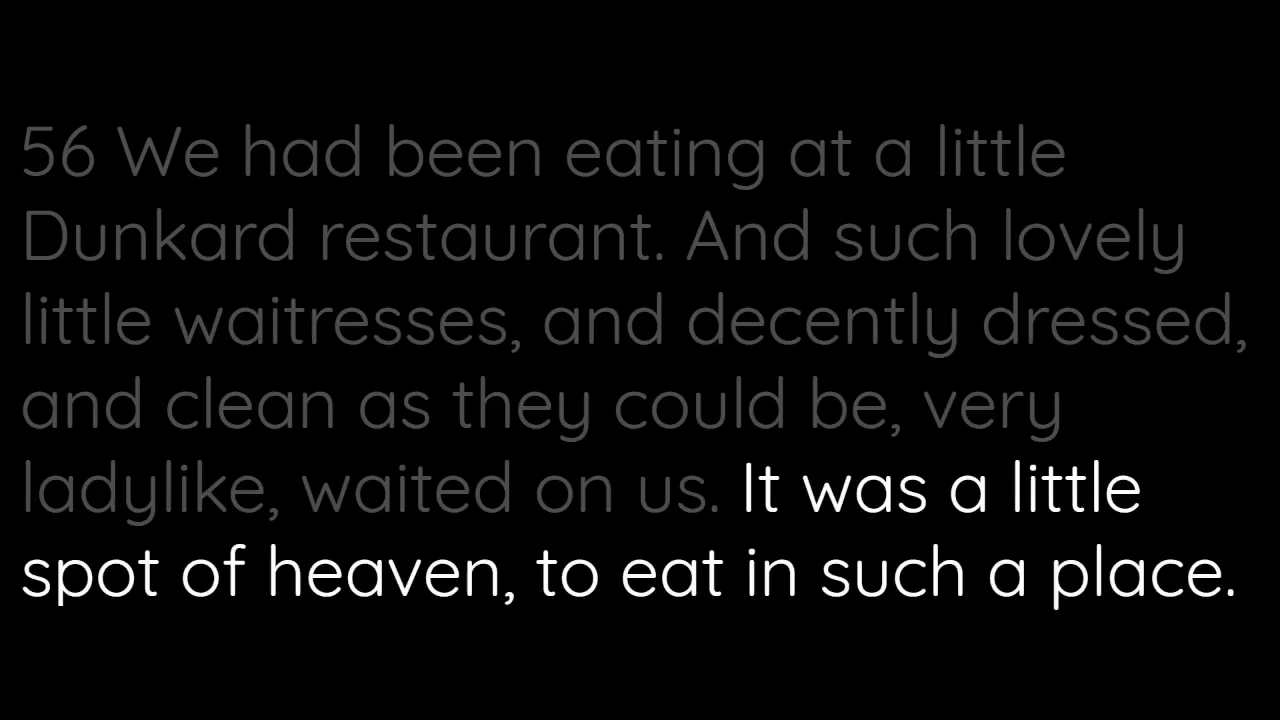 56 We had been eating at a little
Dunkard restaurant. And such lovely
little waitresses, and decently dressed,
and clean as they could be, very
ladylike, waited on us. It was a little
spot of heaven, to eat in such a place.